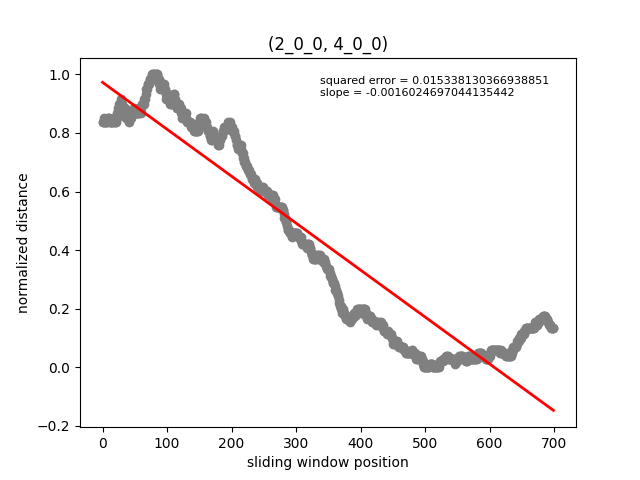 (2_0_0, 4_0_0)
squared error = 0.015338130366938851
slope = -0.0016024697044135442
1.0
0.8
0.6
0.4
0.2
0.0
−0.2
normalized distance
0 100 200 300 400 500 600 700
sliding window position